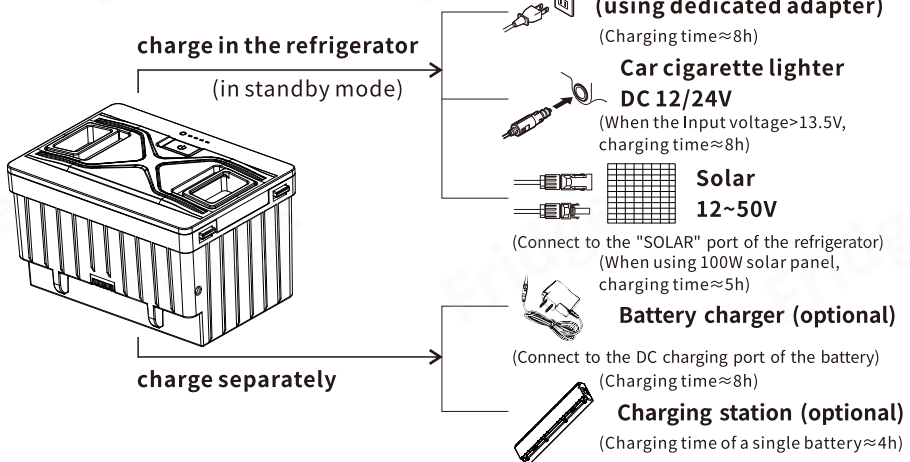 (using dedicated adapter)
(Charging time≈8h)
charge in the refrigerator
(in standby mode)
Car cigarette lighter
DC 12/24V
(When the Input voltage>13.5V,
charging time≈8h)
Solar
12~50V
(Connect to the "SOLAR" port of the refrigerator)
(When using 100W solar panel,
charging time≈5h)
Battery charger (optional)
(Connect to the DC charging port of the battery)
(Charging time≈8h)
charge separately
Charging station (optional)
(Charging time of a single battery≈4h)